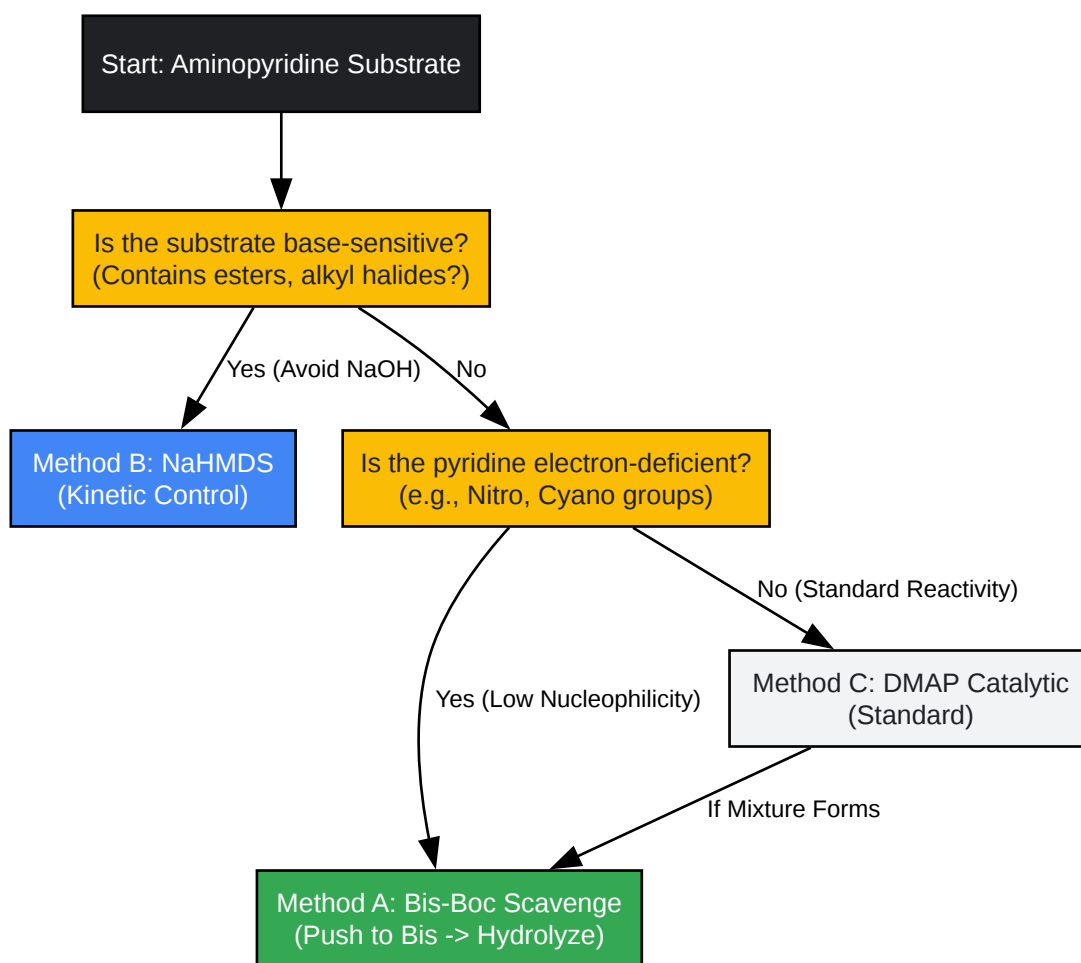 Start: Aminopyridine Substrate
Is the substrate base-sensitive?
(Contains esters, alkyl halides?)
Yes (Avoid NaOH)
No
Method B: NaHMDS
(Kinetic Control)
Is the pyridine electron-deficient?
(e.g., Nitro, Cyano groups)
No (Standard Reactivity)
Yes (Low Nucleophilicity)
Method C: DMAP Catalytic
(Standard)
If Mixture Forms
Method A: Bis-Boc Scavenge
(Push to Bis -> Hydrolyze)